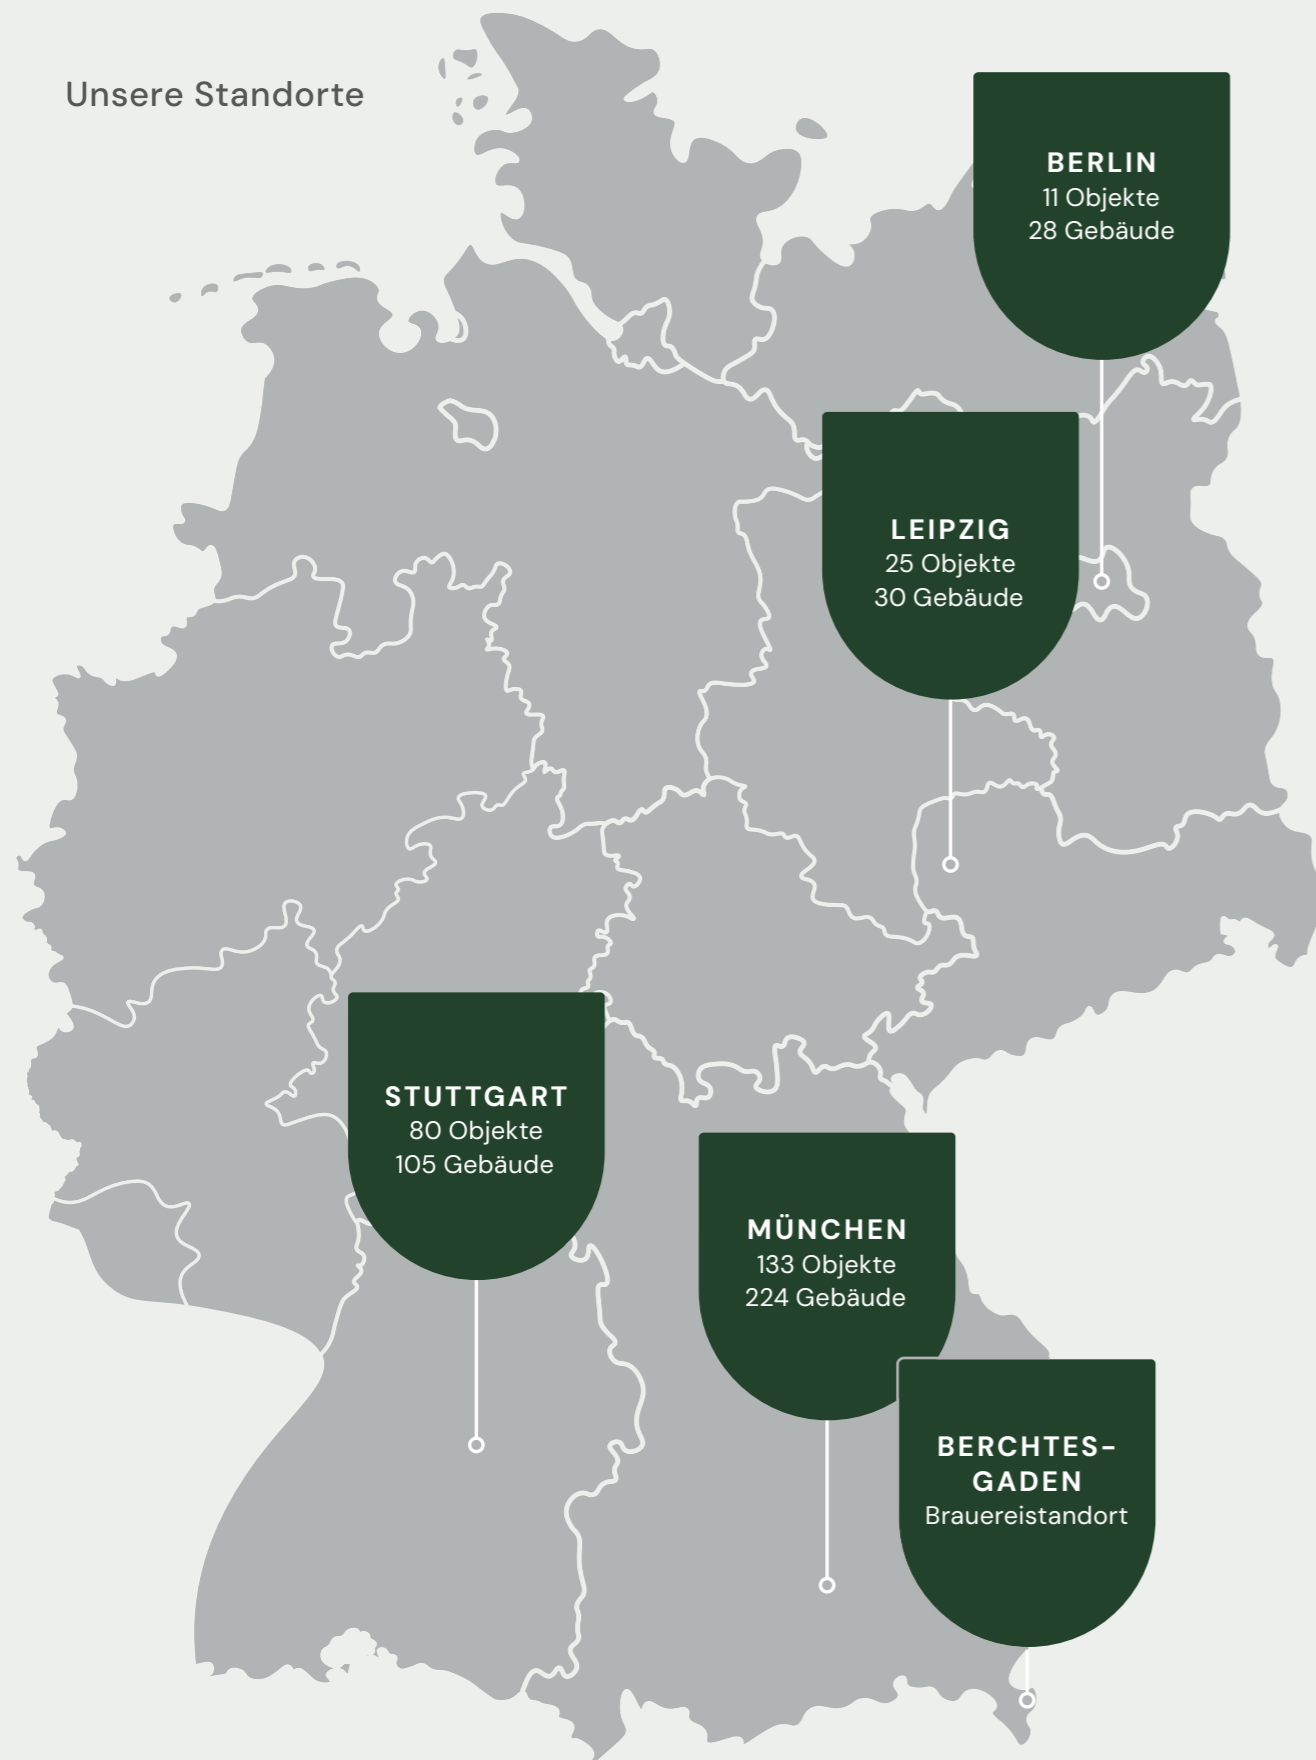 Unsere Standorte
BERLIN
11 Objekte
28 Gebäude
LEIPZIG
25 Objekte
30 Gebäude
STUTTGART
80 Objekte
105 Gebäude
MÜNCHEN
133 Objekte
224 Gebäude
BERCHTES-
GADEN
Brauereistandort